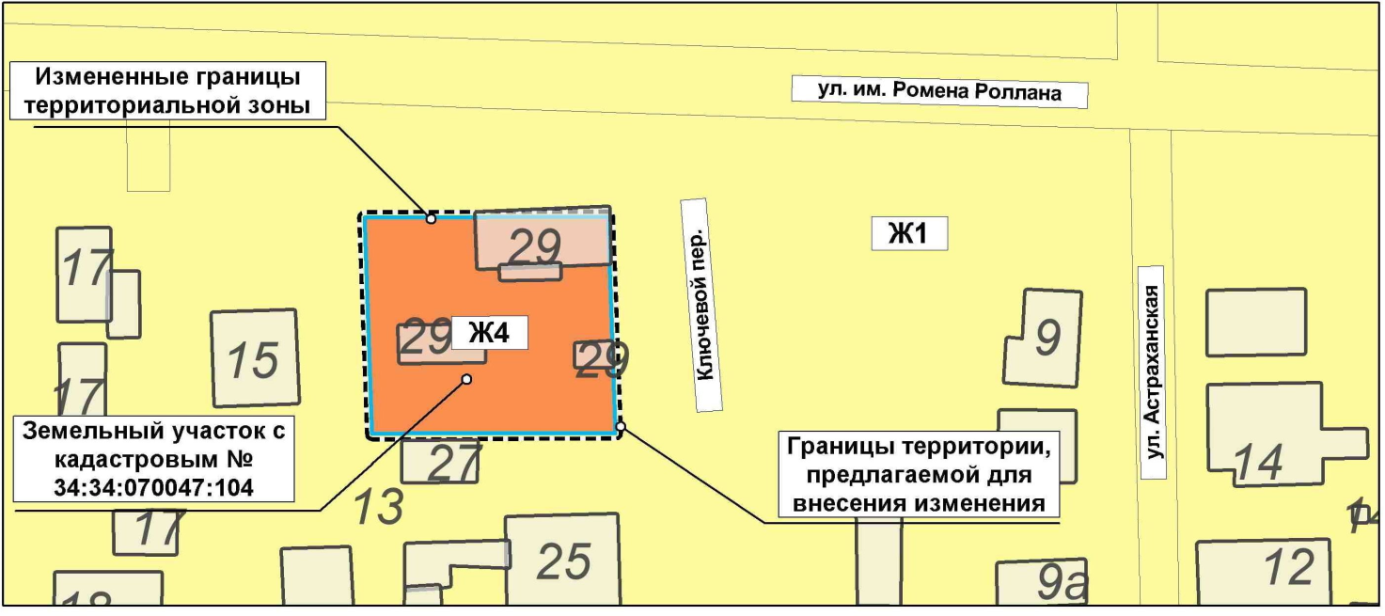 Измененные границы
территориальной зоны
ул. им. Ромена Роллана
Ключевой пер.
Ж1
ул. Астраханская
17
29
29
Ж4
29
15
9
17
Земельный участок с
кадастровым №
34:34:070047:104
Границы территории,
предлагаемой для
внесения изменения
27
14
13
17
25
9а
12
18